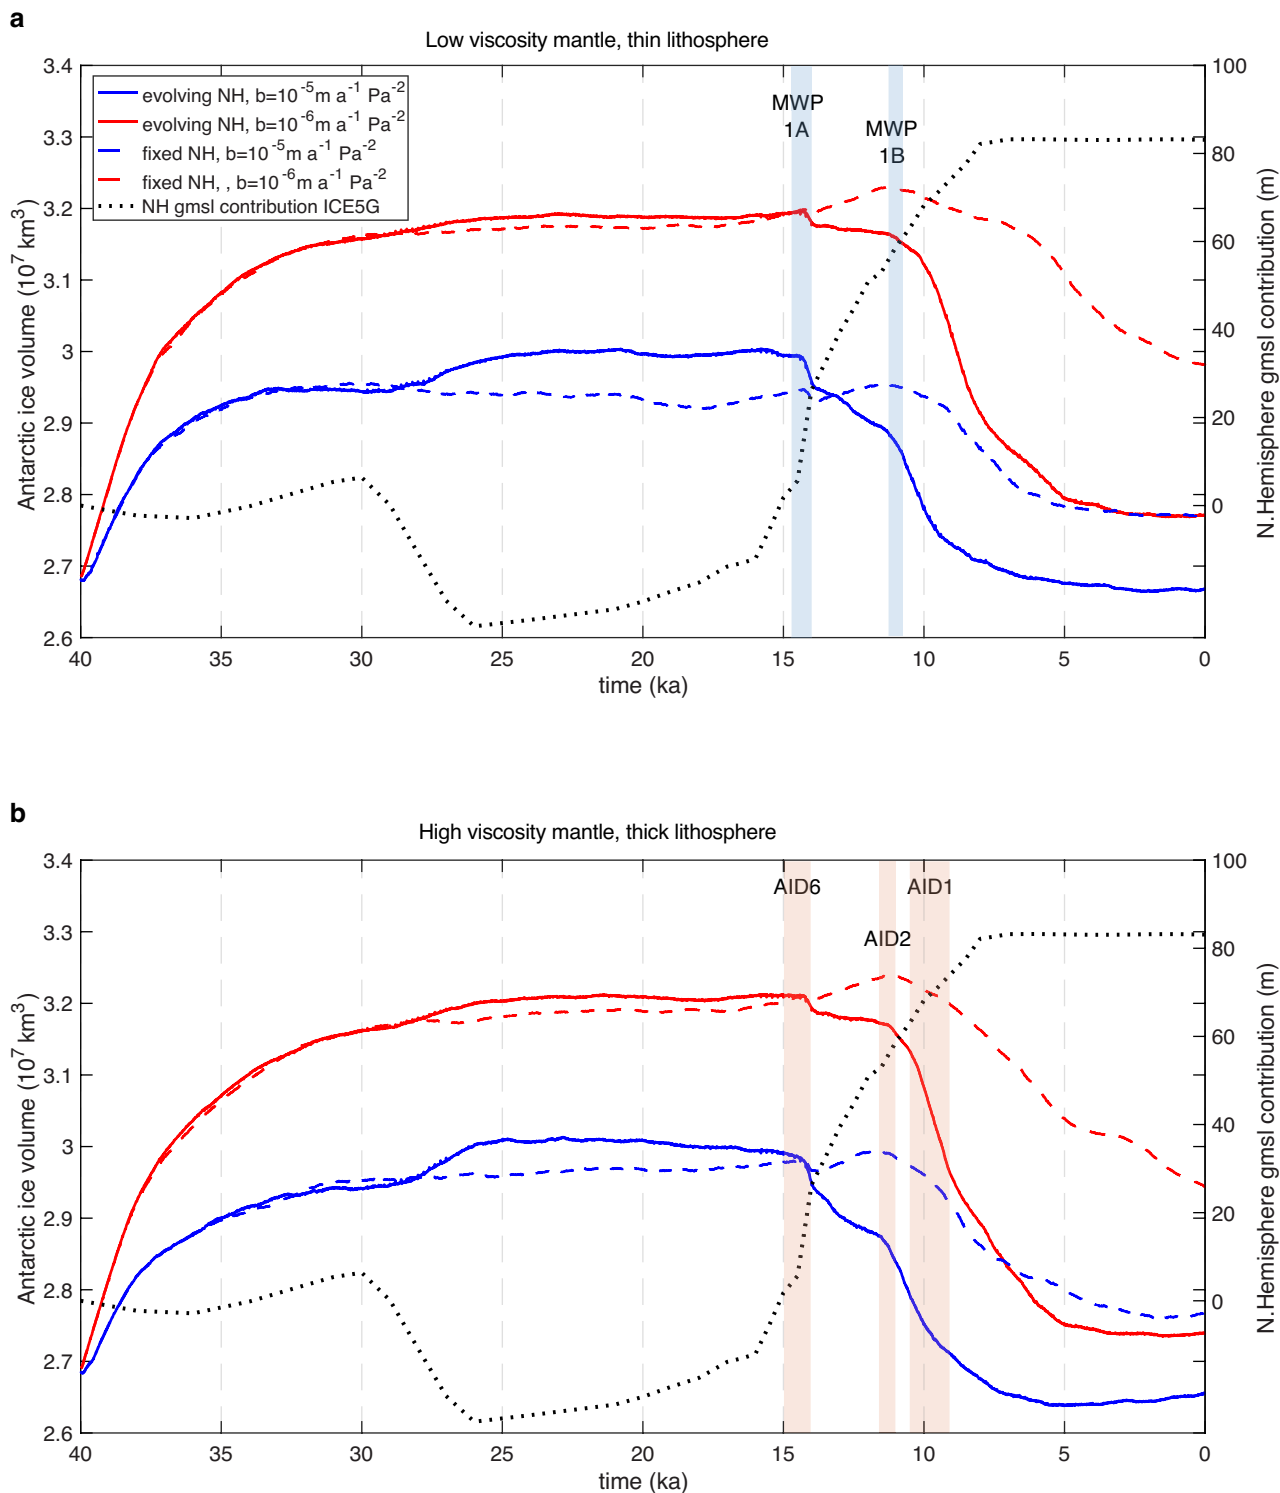 a
Low viscosity mantle, thin lithosphere
3.4
3.3
3.2
3.1
3
2.9
2.8
2.7
2.6
Antarctic ice volume (10^7 km^3)
evolving NH, b=10^-5 m a^-1 Pa^-2
evolving NH, b=10^-6 m a^-1 Pa^-2
fixed NH, b=10^-5 m a^-1 Pa^-2
fixed NH, , b=10^-6 m a^-1 Pa^-2
NH gmsl contribution ICE5G
MWP
1A
MWP
1B
100
80
60
40
20
0
N.Hemisphere gmsl contribution (m)
40 35 30 25 20 15 10 5 0
time (ka)
b
High viscosity mantle, thick lithosphere
3.4
3.3
3.2
3.1
3
2.9
2.8
2.7
2.6
Antarctic ice volume (10^7 km^3)
AID6
AID2
AID1
100
80
60
40
20
0
N.Hemisphere gmsl contribution (m)
40 35 30 25 20 15 10 5 0
time (ka)